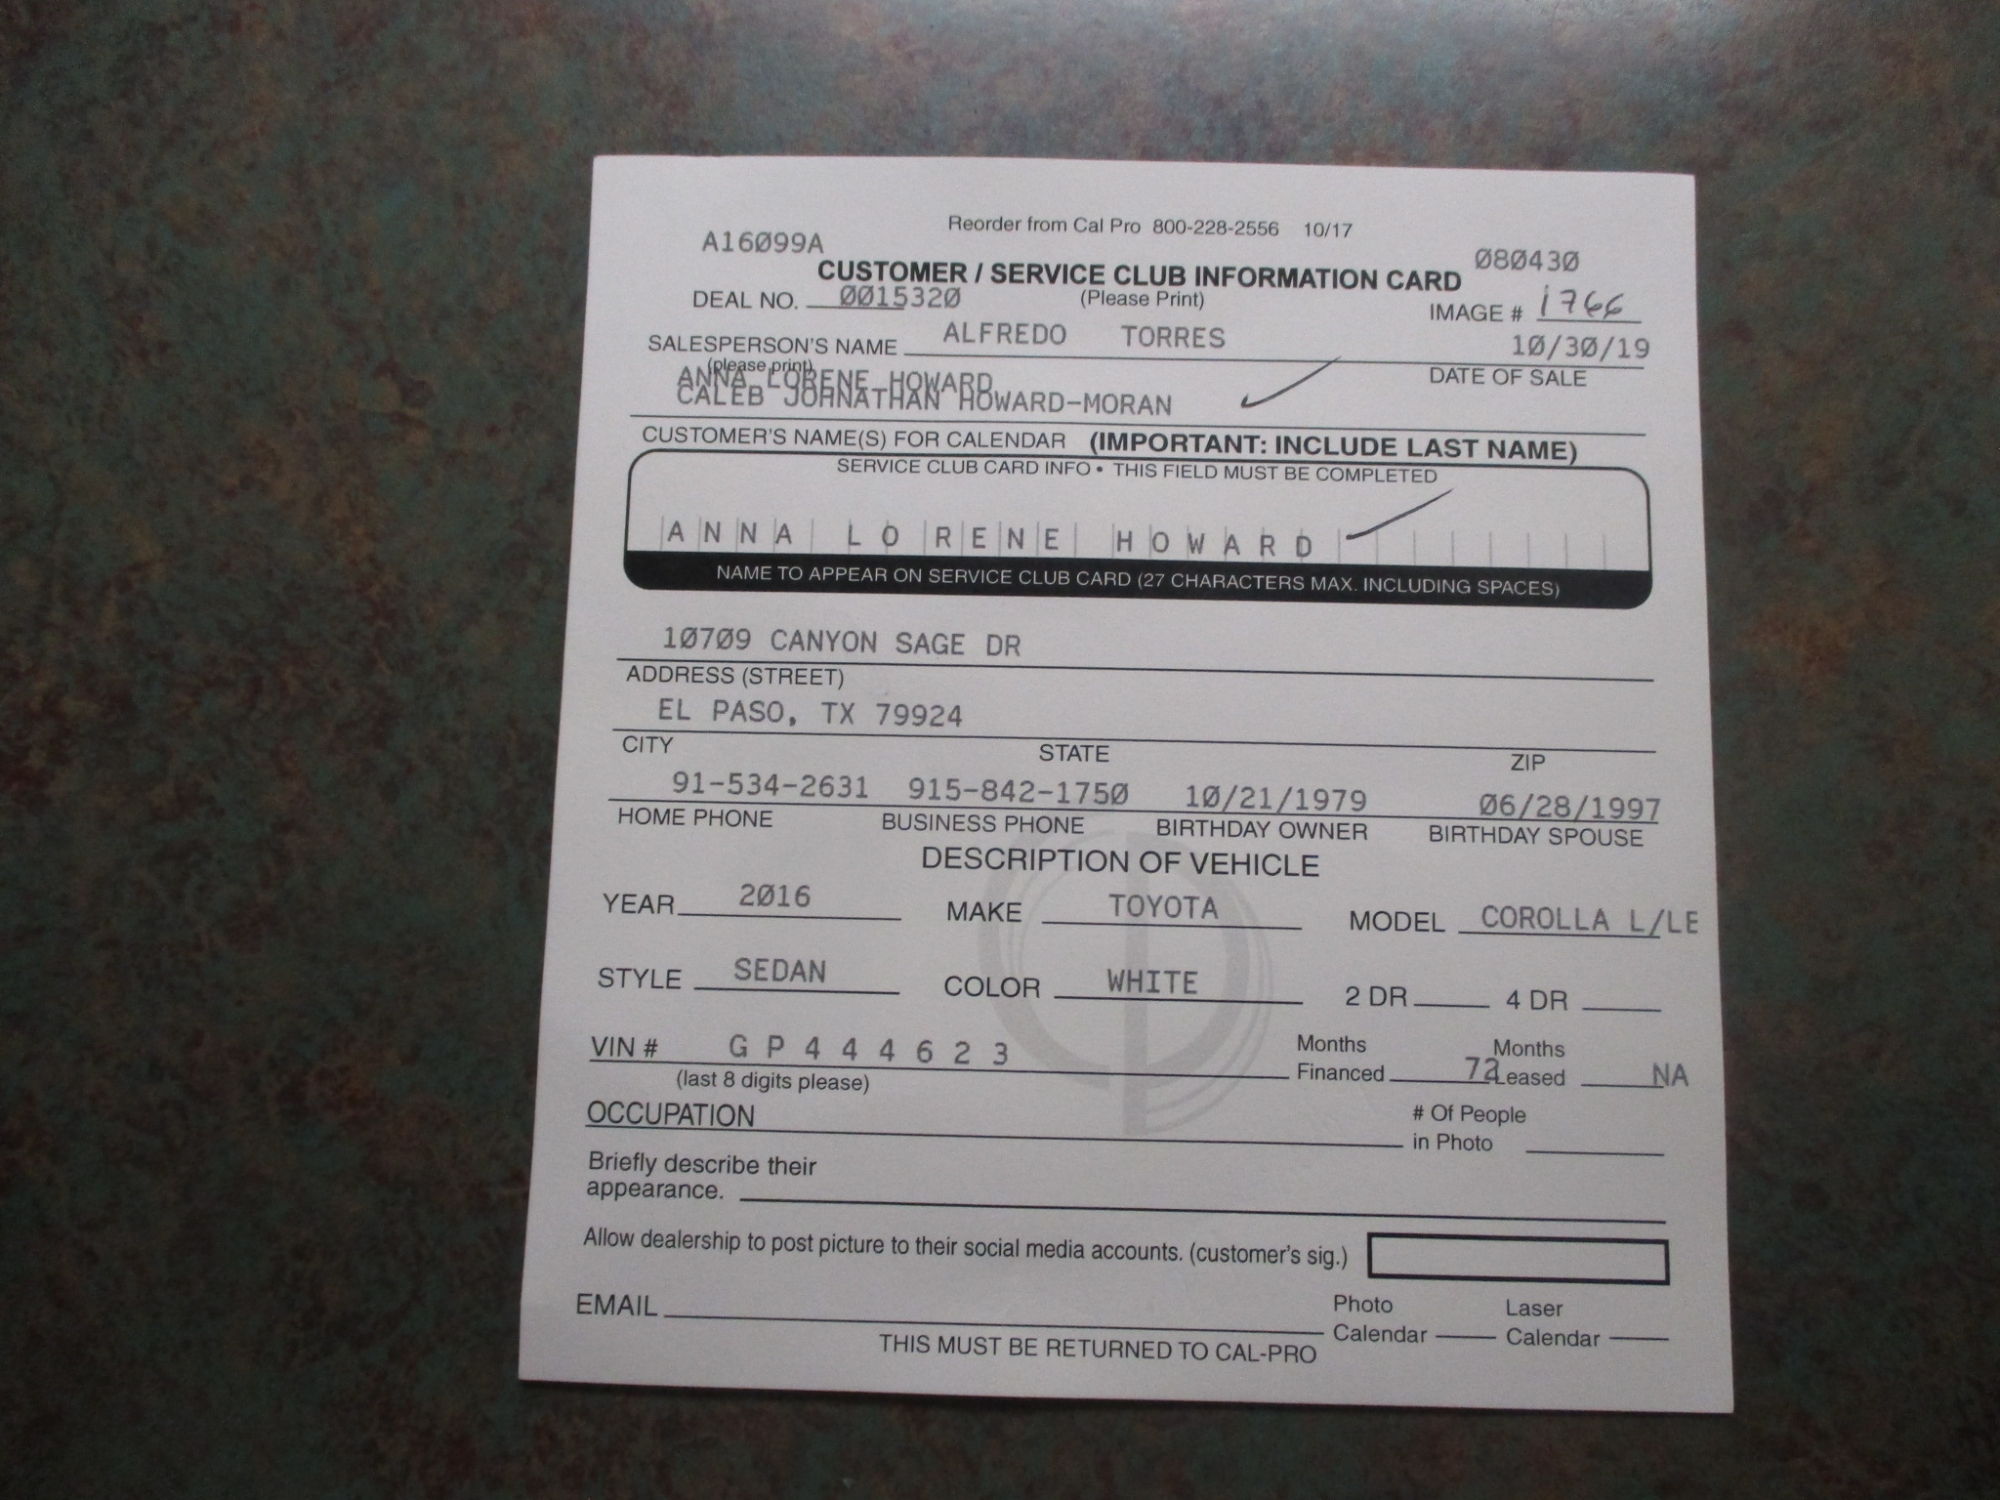 Reorder from Cal Pro 800-228-2556 10/17
A16099A 080430
CUSTOMER / SERVICE CLUB INFORMATION CARD
DEAL NO. 0015320 (Please Print) IMAGE # 1766
SALESPERSON'S NAME ALFREDO TORRES 10/30/19
(please print) DATE OF SALE
ANNA LORENE HOWARD
CALEB JOHNATHAN HOWARD-MORAN
CUSTOMER'S NAME(S) FOR CALENDAR (IMPORTANT: INCLUDE LAST NAME)
SERVICE CLUB CARD INFO • THIS FIELD MUST BE COMPLETED
ANNA LORENE HOWARD
NAME TO APPEAR ON SERVICE CLUB CARD (27 CHARACTERS MAX. INCLUDING SPACES)
10709 CANYON SAGE DR
ADDRESS (STREET)
EL PASO, TX 79924
CITY STATE ZIP
91-534-2631 915-842-1750 10/21/1979 06/28/1997
HOME PHONE BUSINESS PHONE BIRTHDAY OWNER BIRTHDAY SPOUSE
DESCRIPTION OF VEHICLE
YEAR 2016 MAKE TOYOTA MODEL COROLLA L/LE
STYLE SEDAN COLOR WHITE 2 DR 4 DR
Months Months
VIN # G P 4 4 4 6 2 3 Financed 72 Leased NA
(last 8 digits please)
OCCUPATION # Of People
in Photo
Briefly describe their
appearance.
Allow dealership to post picture to their social media accounts. (customer's sig.)
Photo Laser
EMAIL Calendar Calendar
THIS MUST BE RETURNED TO CAL-PRO